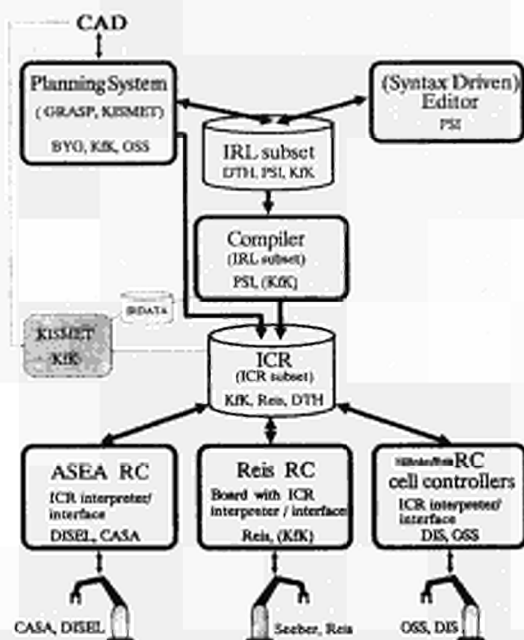 CAD
Planning System
( GRASP, KISMET)
BYG, KfK, OSS
(Syntax Driven)
Editor
PSI
IRL subset
DTH, PSI, KfK
Compiler
(IRL subset)
PSI, (KfK)
IRDATA
KISMET
KfK
ICR
(ICR subset)
KfK, Reis, DTH
ASEA RC
ICR interpreter/
interface
DISEL, CASA
Reis RC
Board with ICR
interpreter / interface
Reis, (KfK)
RC
cell controllers
ICR interpreter/
interface
DIS, OSS
CASA, DISEL
Seeber, Reis
OSS, DIS